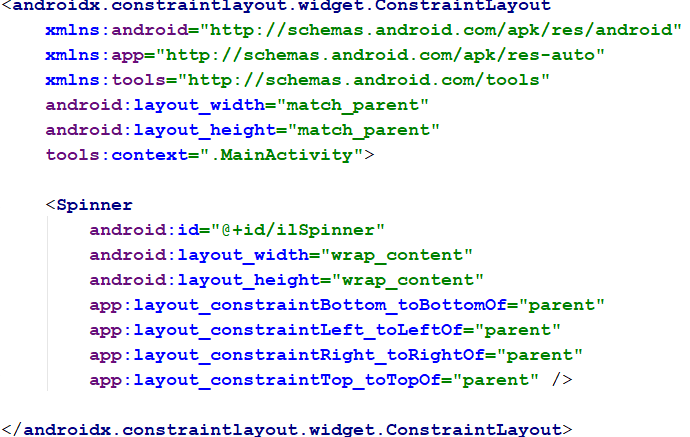 <androidx.constraintlayout.widget.ConstraintLayout
    xmlns:android="http://schemas.android.com/apk/res/android"
    xmlns:app="http://schemas.android.com/apk/res-auto"
    xmlns:tools="http://schemas.android.com/tools"
    android:layout_width="match_parent"
    android:layout_height="match_parent"
    tools:context=".MainActivity">

    <Spinner
        android:id="@+id/ilSpinner"
        android:layout_width="wrap_content"
        android:layout_height="wrap_content"
        app:layout_constraintBottom_toBottomOf="parent"
        app:layout_constraintLeft_toLeftOf="parent"
        app:layout_constraintRight_toRightOf="parent"
        app:layout_constraintTop_toTopOf="parent" />

</androidx.constraintlayout.widget.ConstraintLayout>